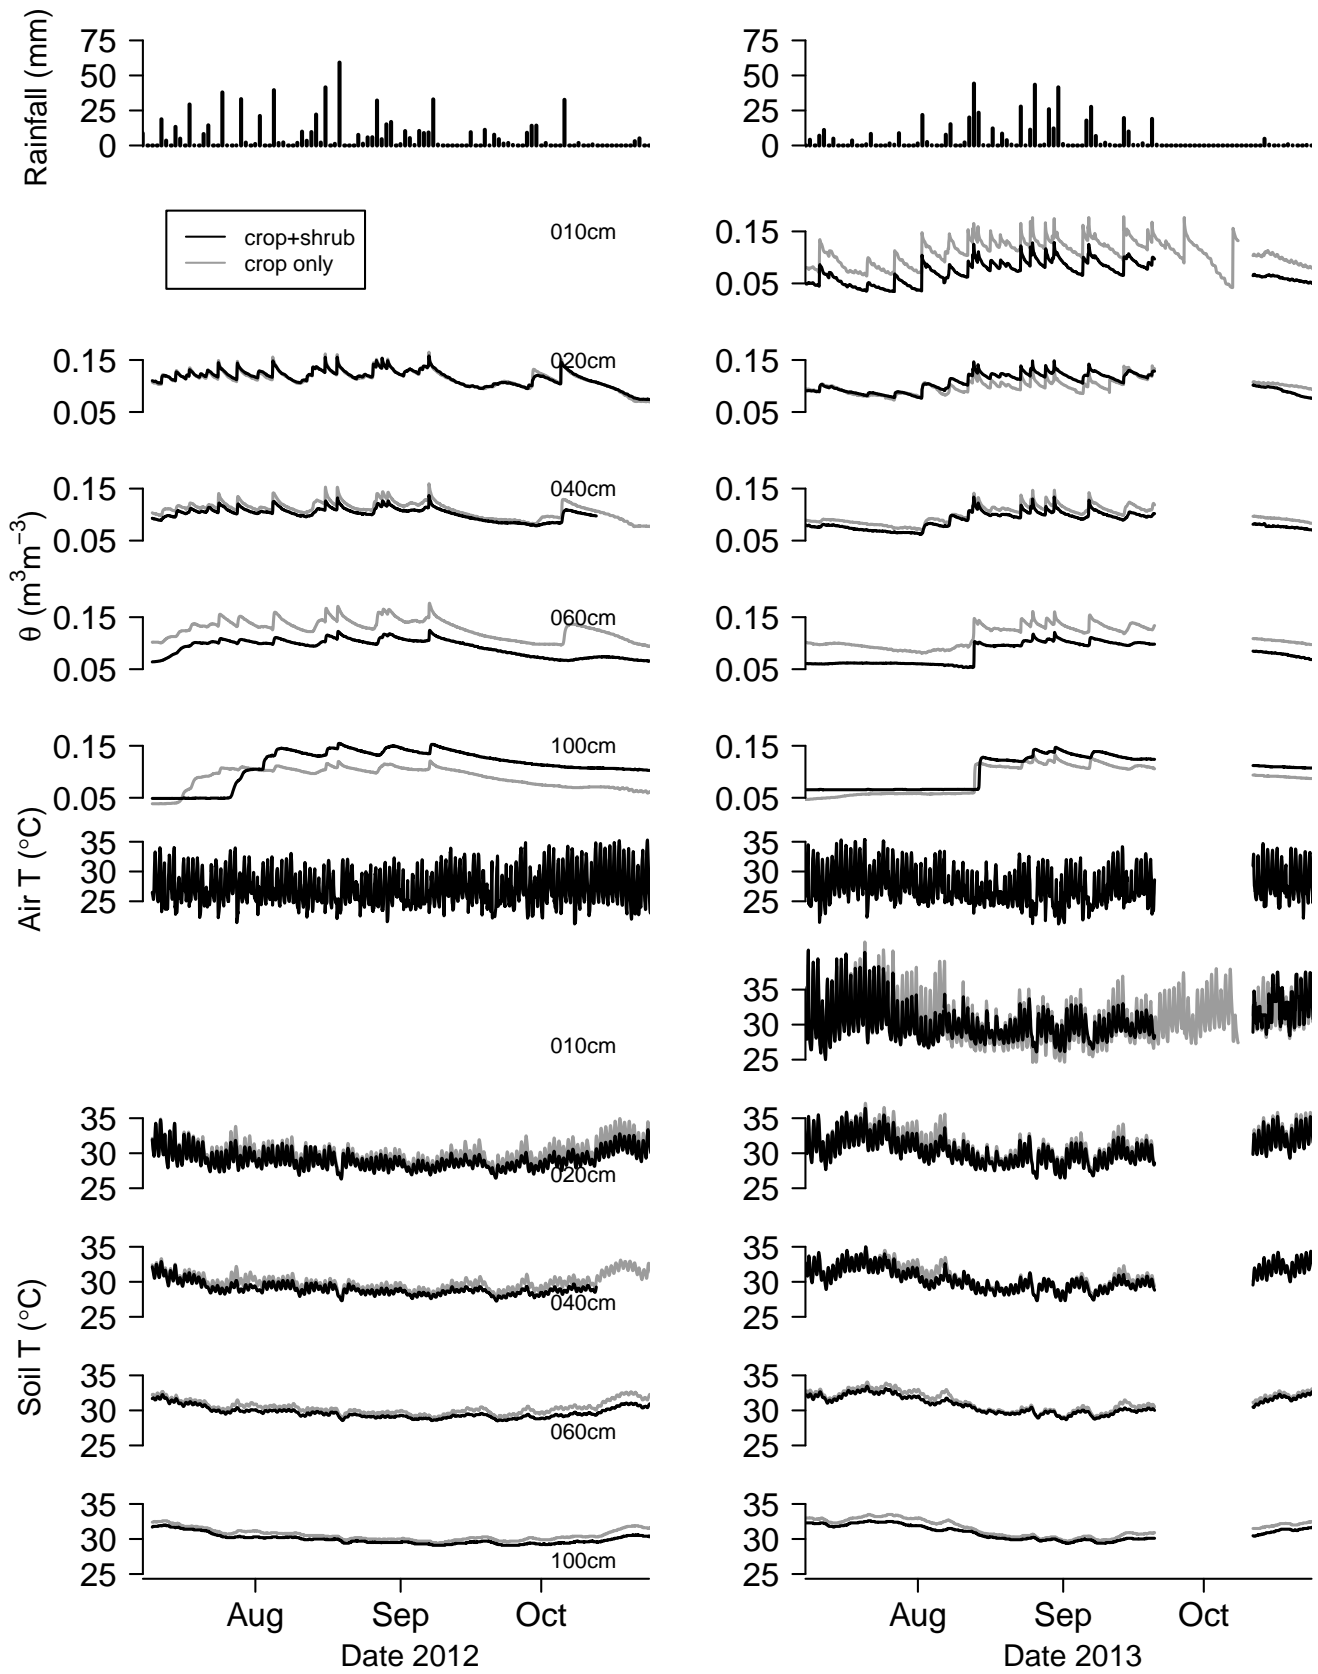 Rainfall (mm)
75
50
25
0
75
50
25
0
crop+shrub
crop only
010cm
0.15
0.05
θ (m³m⁻³)
0.15
0.05
020cm
0.15
0.05
0.15
0.05
040cm
0.15
0.05
0.15
0.05
060cm
0.15
0.05
0.15
0.05
100cm
0.15
0.05
Air T (°C)
35
30
25
35
30
25
Soil T (°C)
010cm
35
30
25
35
30
25
020cm
35
30
25
35
30
25
040cm
35
30
25
35
30
25
060cm
35
30
25
35
30
25
100cm
35
30
25
Aug Sep Oct
Date 2012
Aug Sep Oct
Date 2013